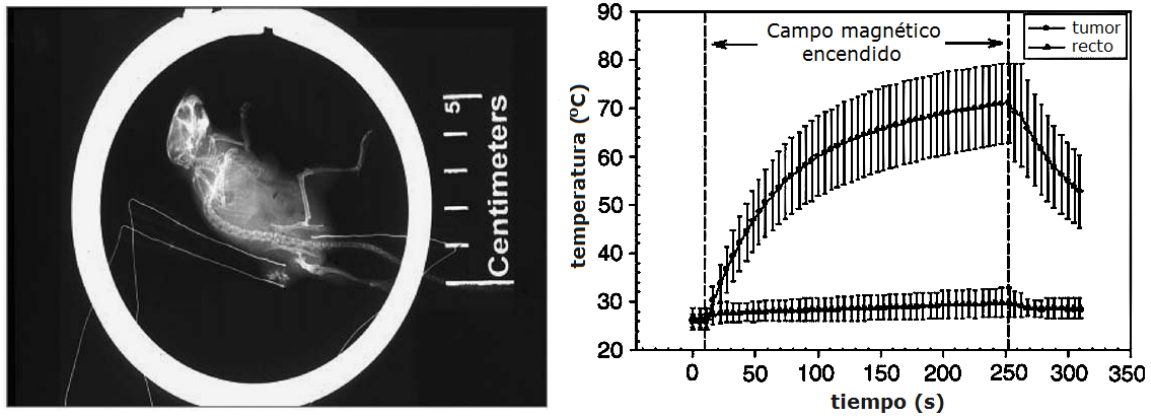 5
Centimeters
90
80
70
60
50
40
30
20
temperatura (ºC)
Campo magnético
encendido
tumor
recto
0
50
100
150
200
250
300
350
tiempo (s)